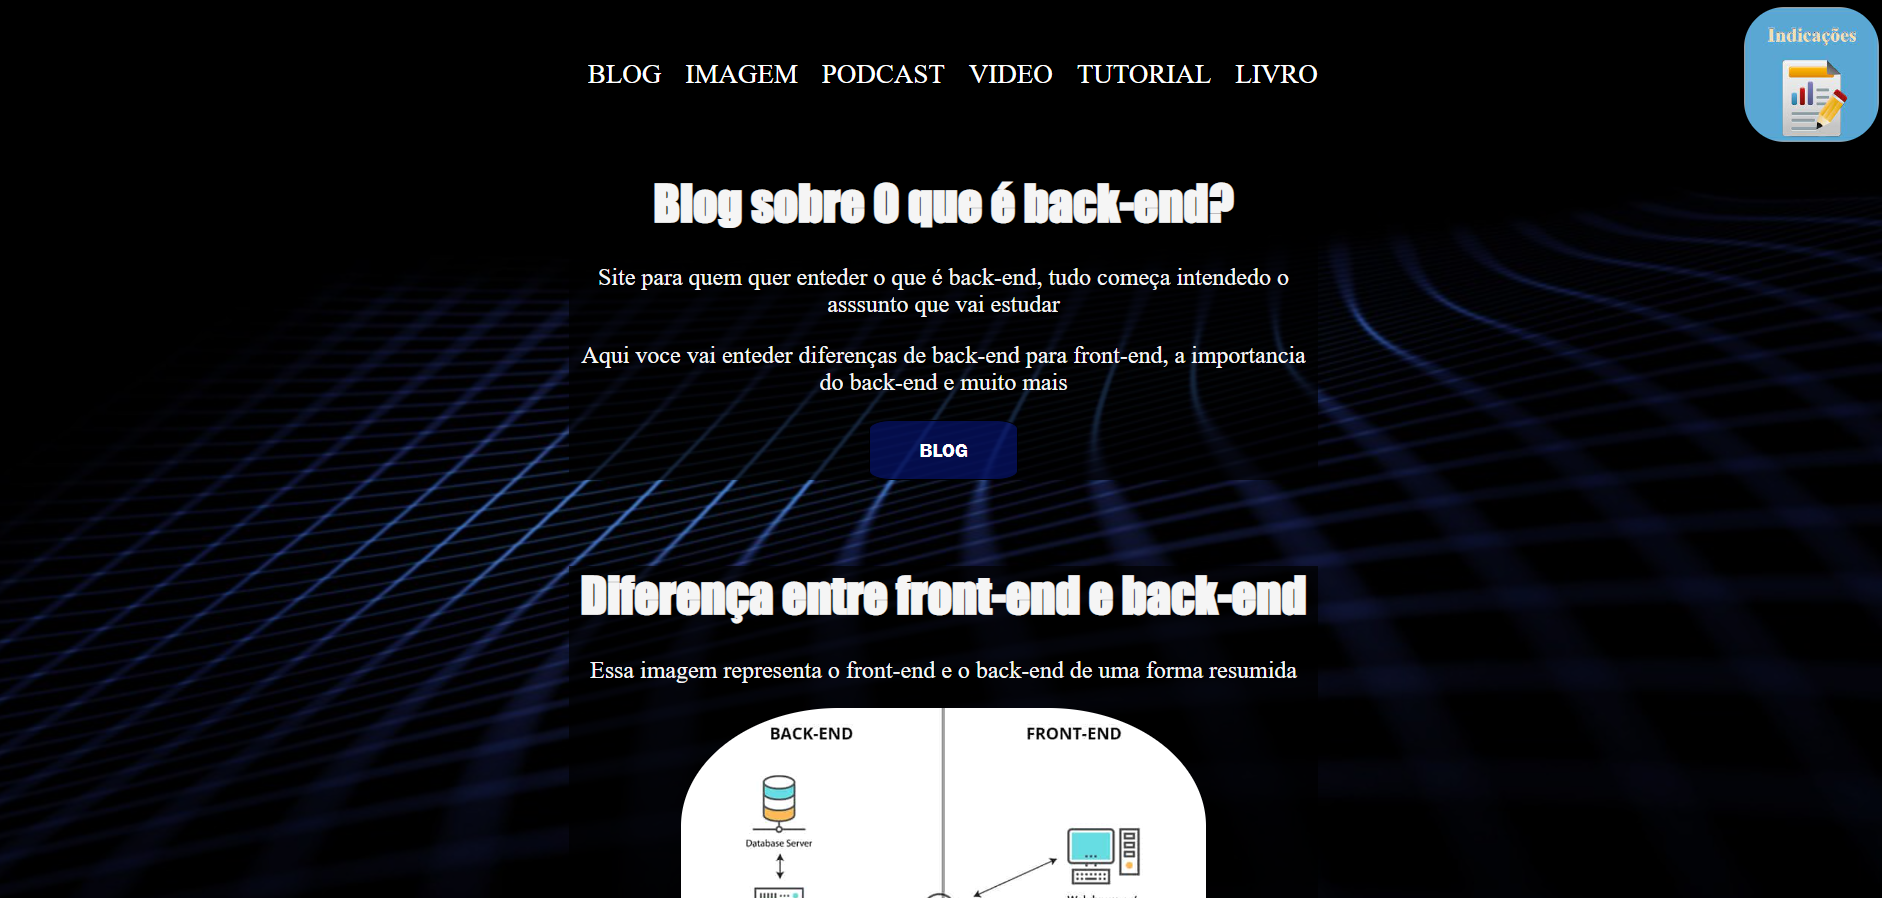 Indicações
BLOG IMAGEM PODCAST VIDEO TUTORIAL LIVRO
Blog sobre O que é back-end?
Site para quem quer enteder o que é back-end, tudo começa intendedo o
asssunto que vai estudar
Aqui voce vai enteder diferenças de back-end para front-end, a importancia
do back-end e muito mais
BLOG
Diferença entre front-end e back-end
Essa imagem representa o front-end e o back-end de uma forma resumida
BACK-END FRONT-END
Database Server